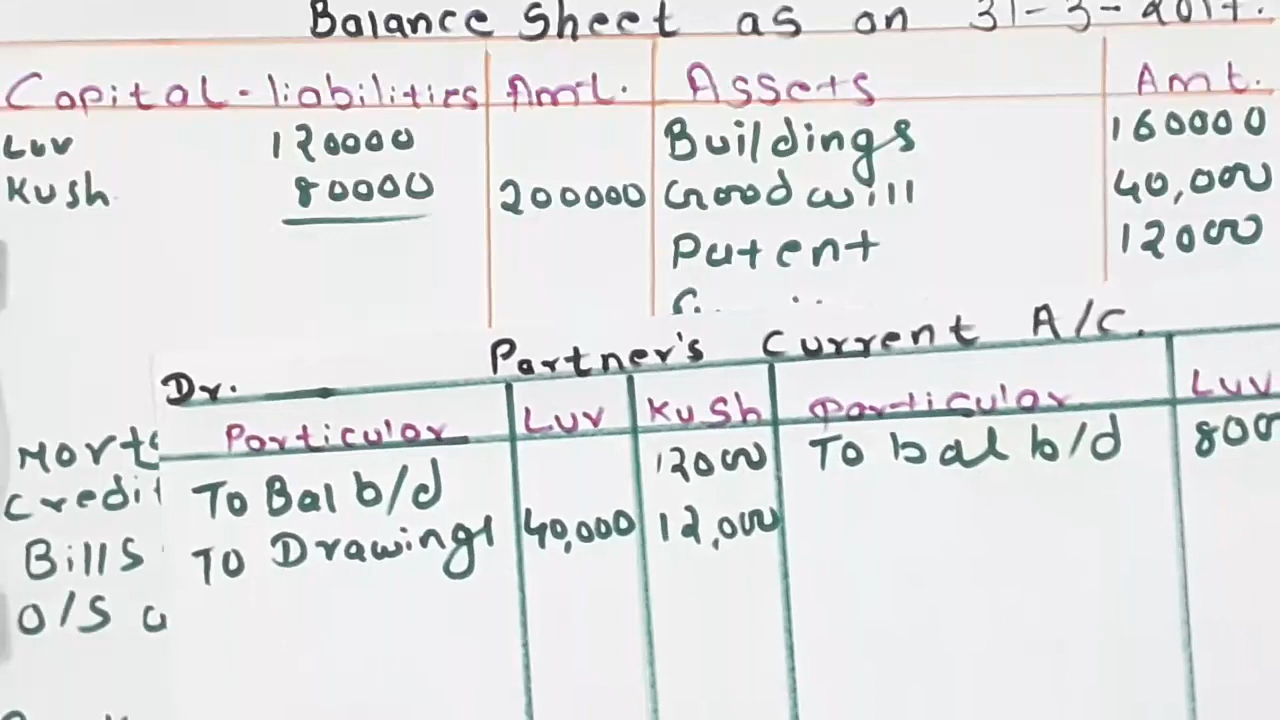 Balance Sheet as on 31-3-2017.
Capital-liabilities Amt. Assets Amt.
Luv 120000 Buildings 160000
Kush 80000 200000 Goodwill 40,000
Patent 12000
Partner's Current A/C.
Dr.
Particular Luv Kush Particular Luv
To Bal b/d 12000 To bal b/d 800
To Drawings 40,000 12,000
Mort
Credit
Bills
O/S